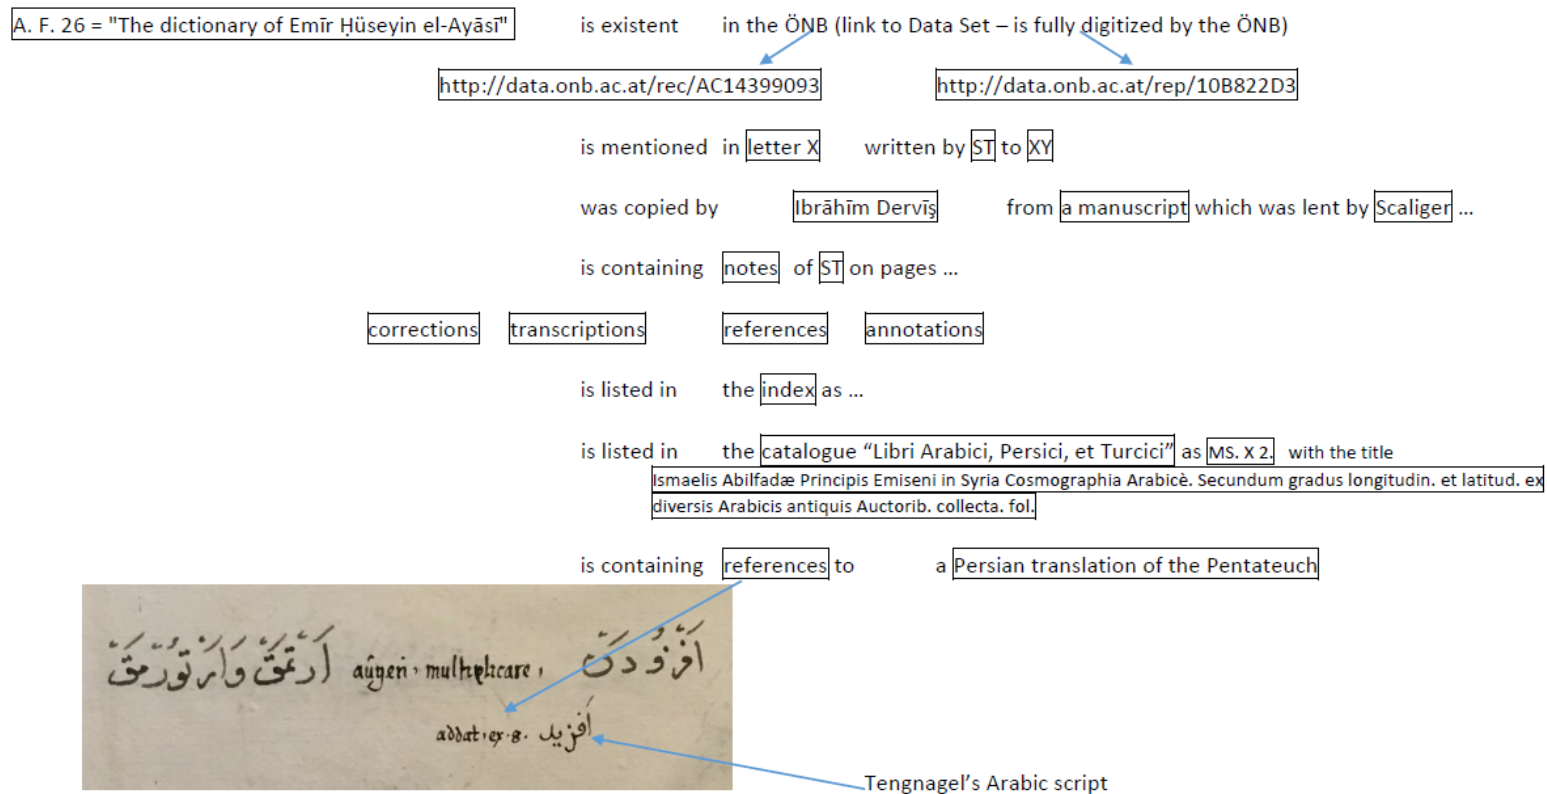 A. F. 26 = "The dictionary of Emīr Ḥüseyin el-Ayāsī" is existent in the ÖNB (link to Data Set – is fully digitized by the ÖNB)
http://data.onb.ac.at/rec/AC14399093 http://data.onb.ac.at/rep/10B822D3
is mentioned in letter X written by ST to XY
was copied by Ibrāhīm Dervīş from a manuscript which was lent by Scaliger ...
is containing notes of ST on pages ...
corrections transcriptions references annotations
is listed in the index as ...
is listed in the catalogue “Libri Arabici, Persici, et Turcici” as MS. X 2. with the title
Ismaelis Abilfadæ Principis Emiseni in Syria Cosmographia Arabicè. Secundum gradus longitudin. et latitud. ex
diversis Arabicis antiquis Auctorib. collecta. fol.
is containing references to a Persian translation of the Pentateuch
اَفْزُودَنْ augeri, multiplicare, اَرْتمَقْ وَارْتُورْمَقْ
اَفزيد addat. ex. 8.
Tengnagel’s Arabic script